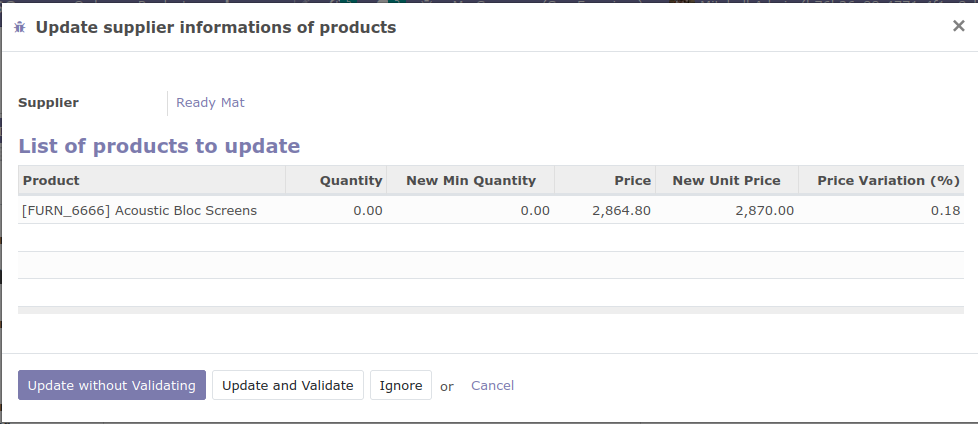 Update supplier informations of products ×
Supplier Ready Mat
List of products to update
Product Quantity New Min Quantity Price New Unit Price Price Variation (%)
[FURN_6666] Acoustic Bloc Screens 0.00 0.00 2,864.80 2,870.00 0.18
Update without Validating Update and Validate Ignore or Cancel